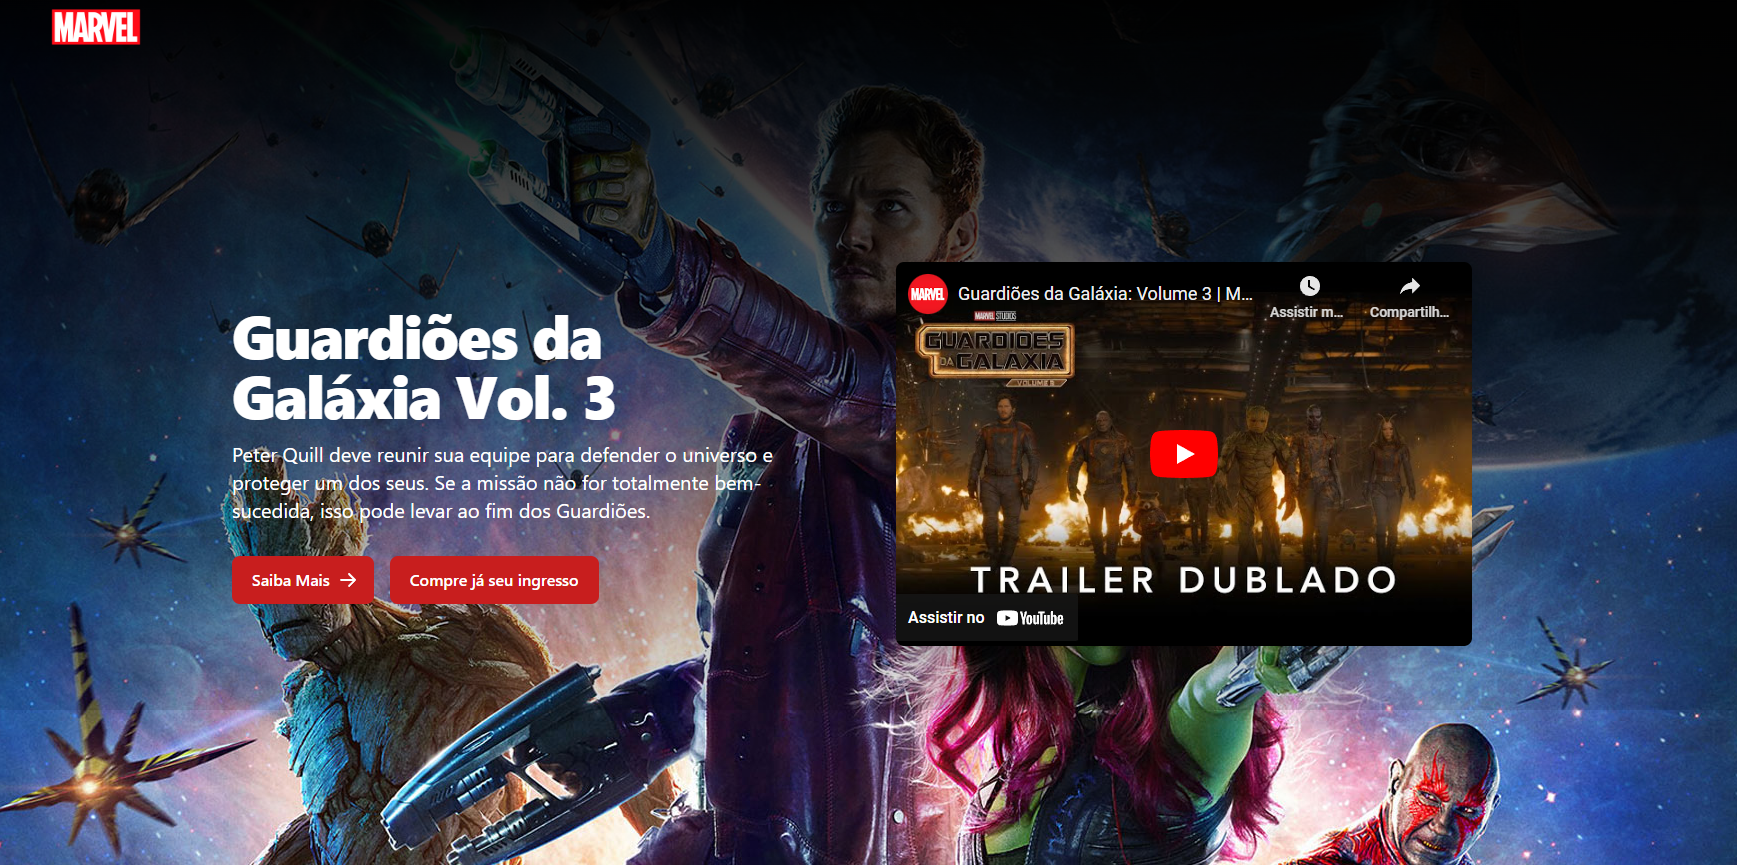 MARVEL
Guardiões da
Galáxia Vol. 3
Peter Quill deve reunir sua equipe para defender o universo e
proteger um dos seus. Se a missão não for totalmente bem-
sucedida, isso pode levar ao fim dos Guardiões.
Saiba Mais
Compre já seu ingresso
MARVEL
Guardiões da Galáxia: Volume 3 | M...
Assistir m...
Compartilh...
MARVEL STUDIOS
GUARDIÕES
DA GALÁXIA
VOLUME 3
TRAILER DUBLADO
Assistir no YouTube